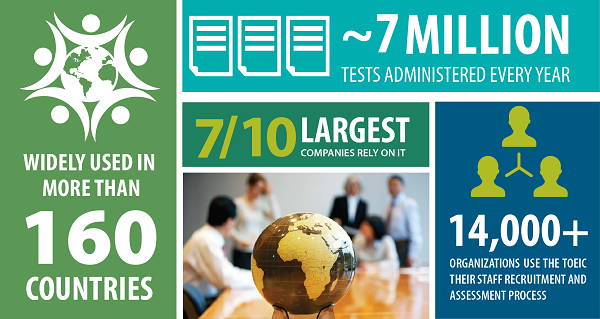 WIDELY USED IN
MORE THAN
160
COUNTRIES
~7 MILLION
TESTS ADMINISTERED EVERY YEAR
7/10 LARGEST
COMPANIES RELY ON IT
14,000+
ORGANIZATIONS USE THE TOEIC
THEIR STAFF RECRUITMENT AND
ASSESSMENT PROCESS